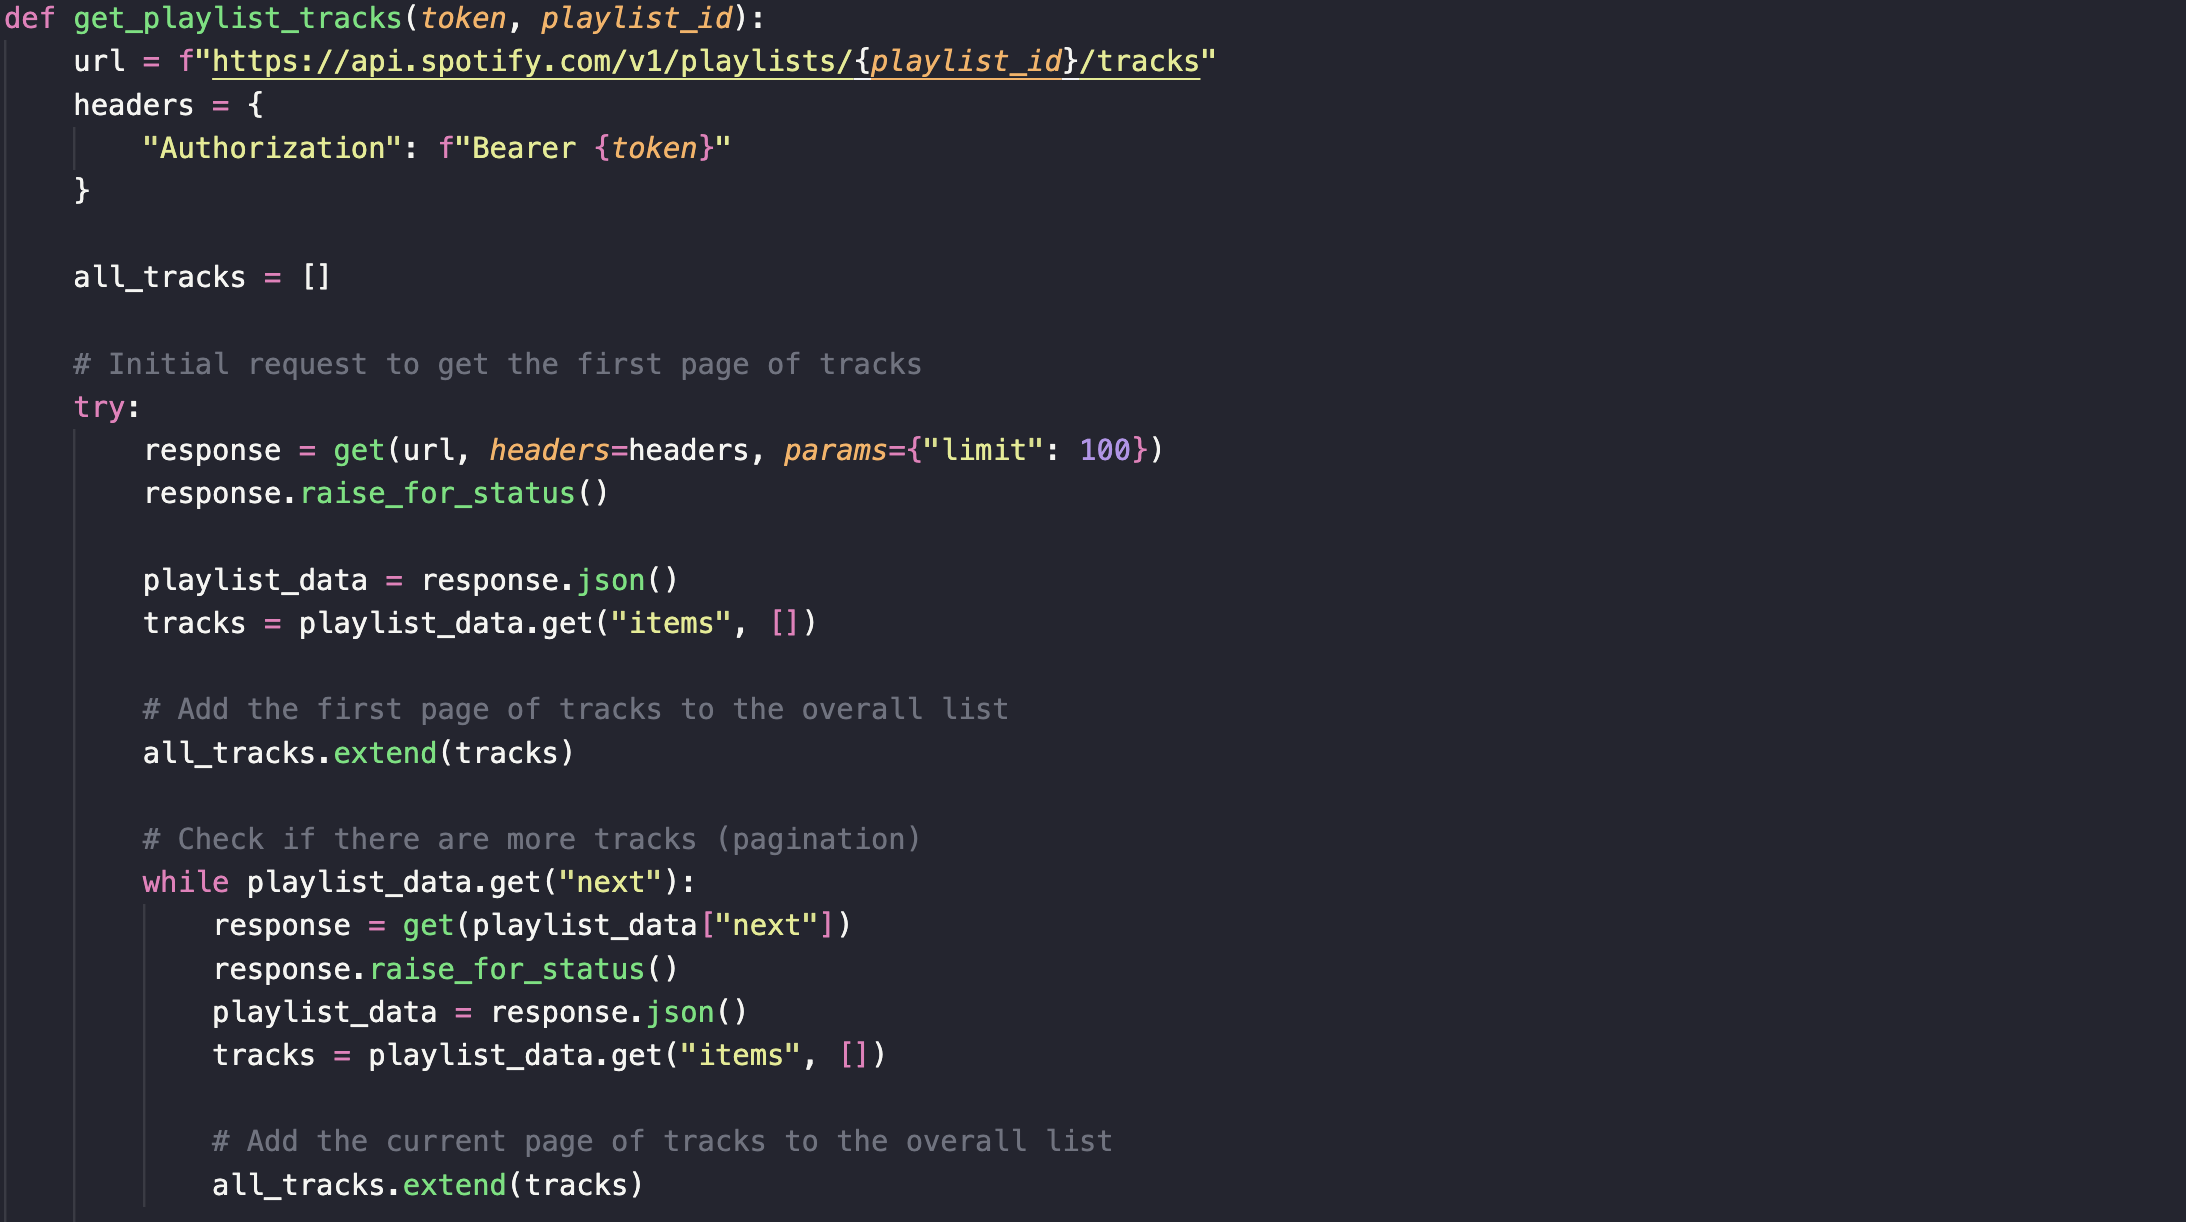 def get_playlist_tracks(token, playlist_id):
    url = f"https://api.spotify.com/v1/playlists/{playlist_id}/tracks"
    headers = {
        "Authorization": f"Bearer {token}"
    }

    all_tracks = []

    # Initial request to get the first page of tracks
    try:
        response = get(url, headers=headers, params={"limit": 100})
        response.raise_for_status()

        playlist_data = response.json()
        tracks = playlist_data.get("items", [])

        # Add the first page of tracks to the overall list
        all_tracks.extend(tracks)

        # Check if there are more tracks (pagination)
        while playlist_data.get("next"):
            response = get(playlist_data["next"])
            response.raise_for_status()
            playlist_data = response.json()
            tracks = playlist_data.get("items", [])

            # Add the current page of tracks to the overall list
            all_tracks.extend(tracks)